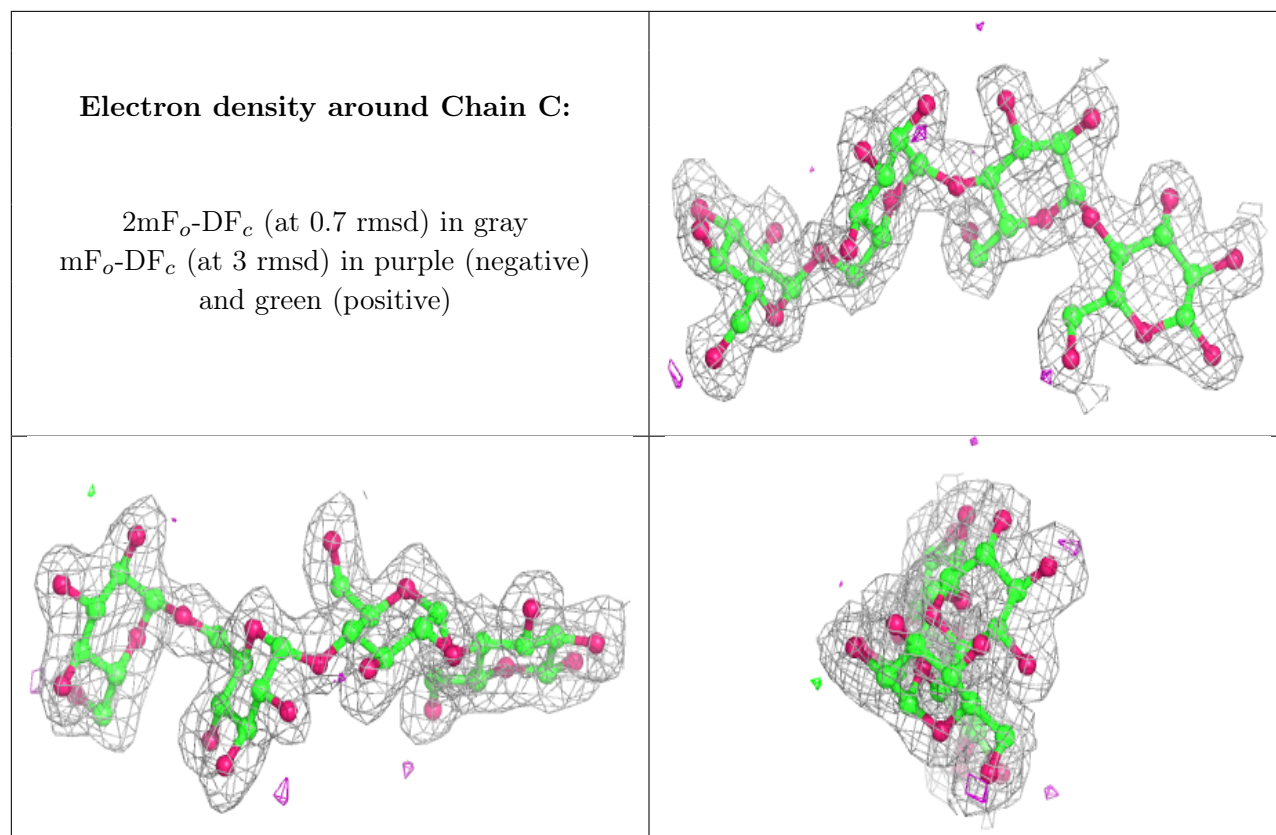 Electron density around Chain C:
2mFo-DFc (at 0.7 rmsd) in gray
mFo-DFc (at 3 rmsd) in purple (negative)
and green (positive)